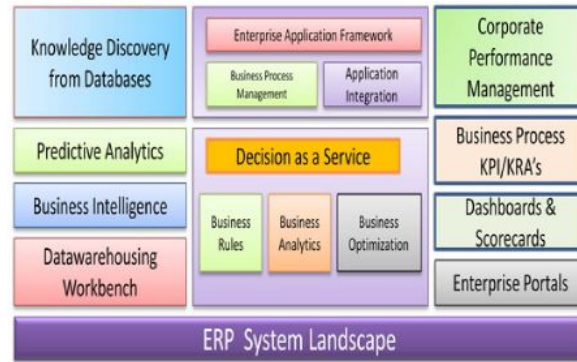 Knowledge Discovery
from Databases
Predictive Analytics
Business Intelligence
Datawarehousing
Workbench
Enterprise Application Framework
Business Process
Management
Application
Integration
Decision as a Service
Business
Rules
Business
Analytics
Business
Optimization
Corporate
Performance
Management
Business Process
KPI/KRA's
Dashboards &
Scorecards
Enterprise Portals
ERP System Landscape